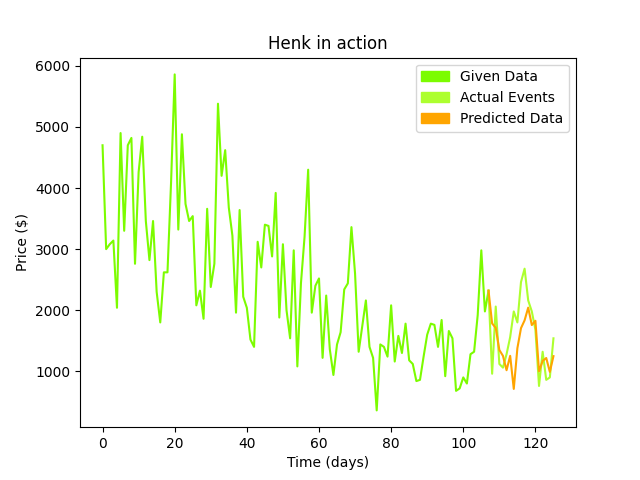 Henk in action
Given Data
Actual Events
Predicted Data
Price ($)
6000
5000
4000
3000
2000
1000
0 20 40 60 80 100 120
Time (days)